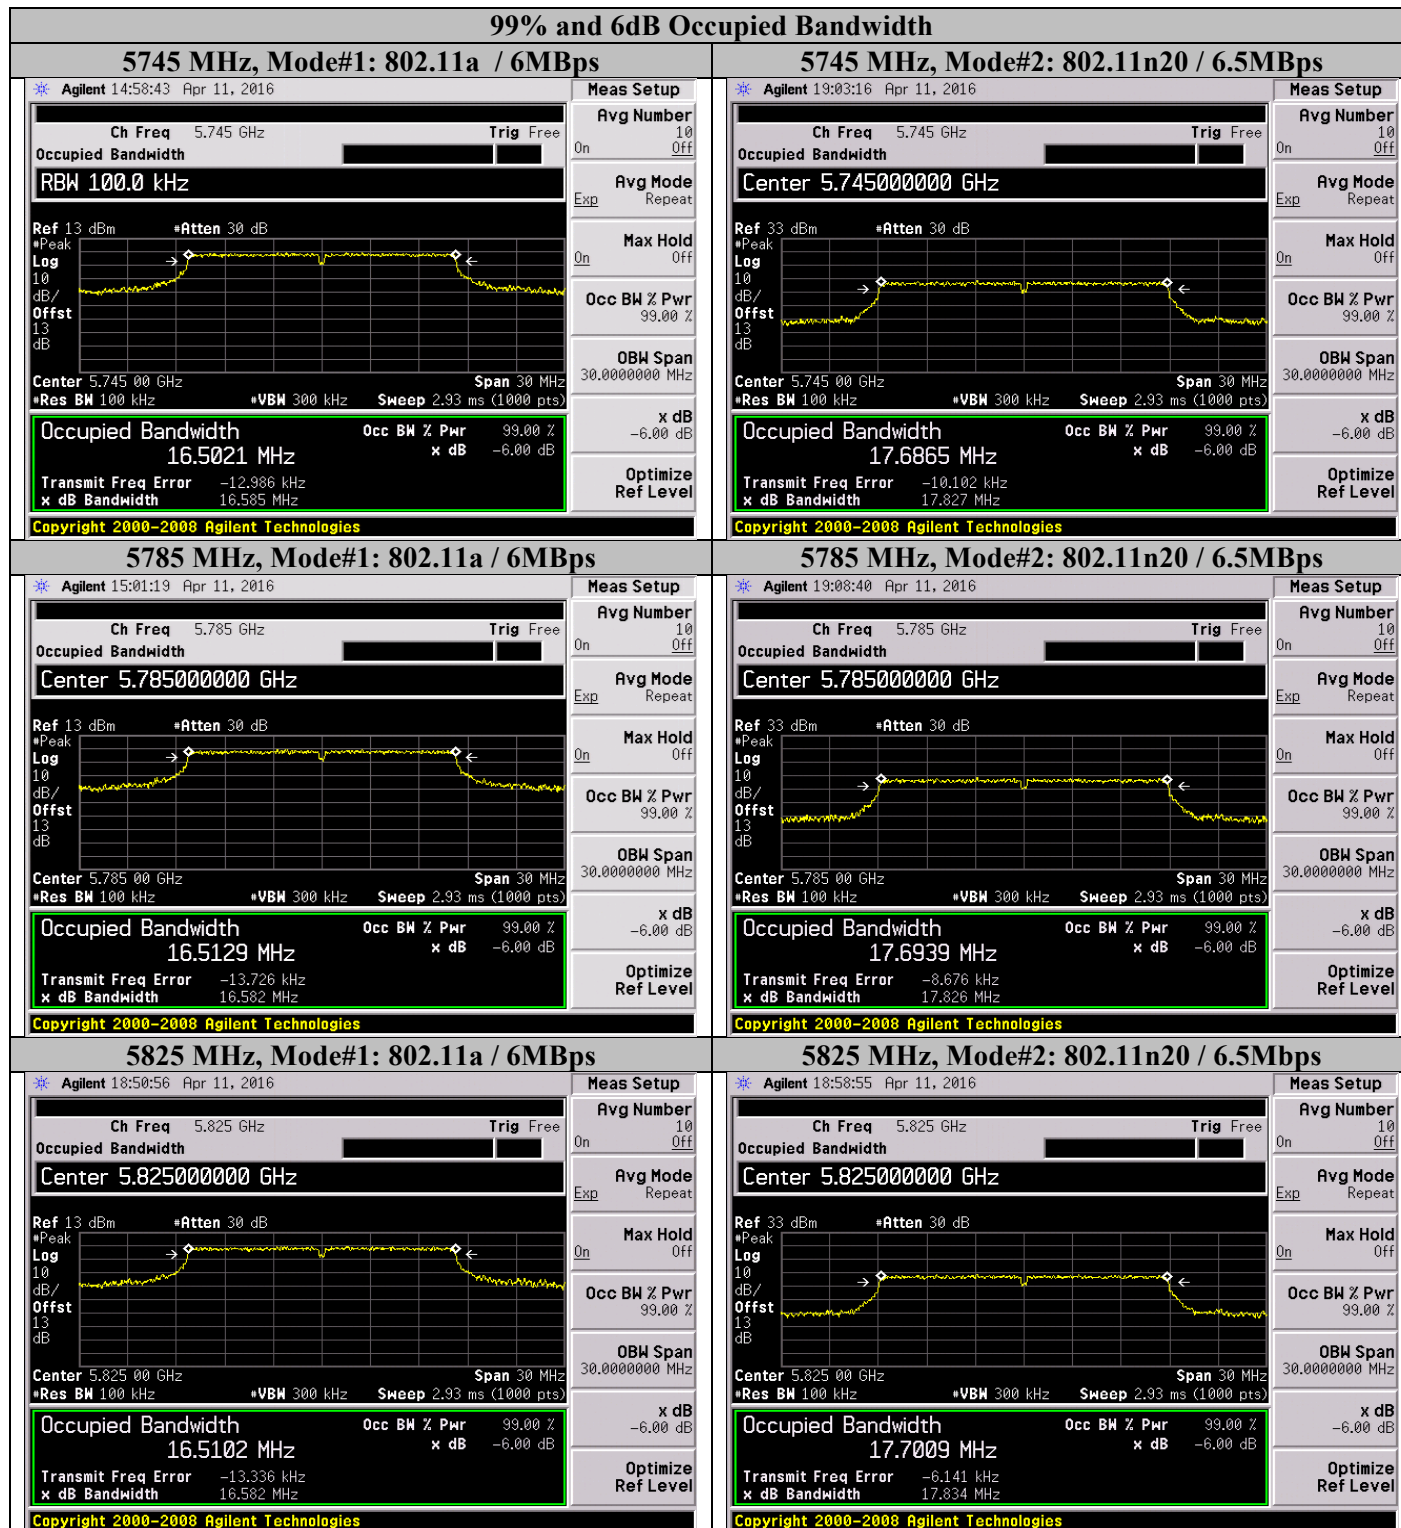 99% and 6dB Occupied Bandwidth
5745 MHz, Mode#1: 802.11a / 6MBps
Agilent 14:58:43 Apr 11, 2016
Meas Setup
Ch Freq 5.745 GHz Trig Free
Occupied Bandwidth
RBW 100.0 kHz
Ref 13 dBm #Atten 30 dB
#Peak
Log
10
dB/
Offst
13
dB
Center 5.745 00 GHz Span 30 MHz
#Res BW 100 kHz #VBW 300 kHz Sweep 2.93 ms (1000 pts)
Occupied Bandwidth Occ BW % Pwr 99.00 %
16.5021 MHz x dB -6.00 dB
Transmit Freq Error -12.986 kHz
x dB Bandwidth 16.585 MHz
Copyright 2000-2008 Agilent Technologies
Avg Number
10
On Off
Avg Mode
Exp Repeat
Max Hold
On Off
Occ BW % Pwr
99.00 %
OBW Span
30.0000000 MHz
x dB
-6.00 dB
Optimize
Ref Level
5745 MHz, Mode#2: 802.11n20 / 6.5MBps
Agilent 19:03:16 Apr 11, 2016
Meas Setup
Ch Freq 5.745 GHz Trig Free
Occupied Bandwidth
Center 5.745000000 GHz
Ref 33 dBm #Atten 30 dB
#Peak
Log
10
dB/
Offst
13
dB
Center 5.745 00 GHz Span 30 MHz
#Res BW 100 kHz #VBW 300 kHz Sweep 2.93 ms (1000 pts)
Occupied Bandwidth Occ BW % Pwr 99.00 %
17.6865 MHz x dB -6.00 dB
Transmit Freq Error -10.102 kHz
x dB Bandwidth 17.827 MHz
Copyright 2000-2008 Agilent Technologies
Avg Number
10
On Off
Avg Mode
Exp Repeat
Max Hold
On Off
Occ BW % Pwr
99.00 %
OBW Span
30.0000000 MHz
x dB
-6.00 dB
Optimize
Ref Level
5785 MHz, Mode#1: 802.11a / 6MBps
Agilent 15:01:19 Apr 11, 2016
Meas Setup
Ch Freq 5.785 GHz Trig Free
Occupied Bandwidth
Center 5.785000000 GHz
Ref 13 dBm #Atten 30 dB
#Peak
Log
10
dB/
Offst
13
dB
Center 5.785 00 GHz Span 30 MHz
#Res BW 100 kHz #VBW 300 kHz Sweep 2.93 ms (1000 pts)
Occupied Bandwidth Occ BW % Pwr 99.00 %
16.5129 MHz x dB -6.00 dB
Transmit Freq Error -13.726 kHz
x dB Bandwidth 16.582 MHz
Copyright 2000-2008 Agilent Technologies
Avg Number
10
On Off
Avg Mode
Exp Repeat
Max Hold
On Off
Occ BW % Pwr
99.00 %
OBW Span
30.0000000 MHz
x dB
-6.00 dB
Optimize
Ref Level
5785 MHz, Mode#2: 802.11n20 / 6.5MBps
Agilent 19:08:40 Apr 11, 2016
Meas Setup
Ch Freq 5.785 GHz Trig Free
Occupied Bandwidth
Center 5.785000000 GHz
Ref 33 dBm #Atten 30 dB
#Peak
Log
10
dB/
Offst
13
dB
Center 5.785 00 GHz Span 30 MHz
#Res BW 100 kHz #VBW 300 kHz Sweep 2.93 ms (1000 pts)
Occupied Bandwidth Occ BW % Pwr 99.00 %
17.6939 MHz x dB -6.00 dB
Transmit Freq Error -8.676 kHz
x dB Bandwidth 17.826 MHz
Copyright 2000-2008 Agilent Technologies
Avg Number
10
On Off
Avg Mode
Exp Repeat
Max Hold
On Off
Occ BW % Pwr
99.00 %
OBW Span
30.0000000 MHz
x dB
-6.00 dB
Optimize
Ref Level
5825 MHz, Mode#1: 802.11a / 6MBps
Agilent 18:50:56 Apr 11, 2016
Meas Setup
Ch Freq 5.825 GHz Trig Free
Occupied Bandwidth
Center 5.825000000 GHz
Ref 13 dBm #Atten 30 dB
#Peak
Log
10
dB/
Offst
13
dB
Center 5.825 00 GHz Span 30 MHz
#Res BW 100 kHz #VBW 300 kHz Sweep 2.93 ms (1000 pts)
Occupied Bandwidth Occ BW % Pwr 99.00 %
16.5102 MHz x dB -6.00 dB
Transmit Freq Error -13.336 kHz
x dB Bandwidth 16.582 MHz
Copyright 2000-2008 Agilent Technologies
Avg Number
10
On Off
Avg Mode
Exp Repeat
Max Hold
On Off
Occ BW % Pwr
99.00 %
OBW Span
30.0000000 MHz
x dB
-6.00 dB
Optimize
Ref Level
5825 MHz, Mode#2: 802.11n20 / 6.5Mbps
Agilent 18:58:55 Apr 11, 2016
Meas Setup
Ch Freq 5.825 GHz Trig Free
Occupied Bandwidth
Center 5.825000000 GHz
Ref 33 dBm #Atten 30 dB
#Peak
Log
10
dB/
Offst
13
dB
Center 5.825 00 GHz Span 30 MHz
#Res BW 100 kHz #VBW 300 kHz Sweep 2.93 ms (1000 pts)
Occupied Bandwidth Occ BW % Pwr 99.00 %
17.7009 MHz x dB -6.00 dB
Transmit Freq Error -6.141 kHz
x dB Bandwidth 17.834 MHz
Copyright 2000-2008 Agilent Technologies
Avg Number
10
On Off
Avg Mode
Exp Repeat
Max Hold
On Off
Occ BW % Pwr
99.00 %
OBW Span
30.0000000 MHz
x dB
-6.00 dB
Optimize
Ref Level